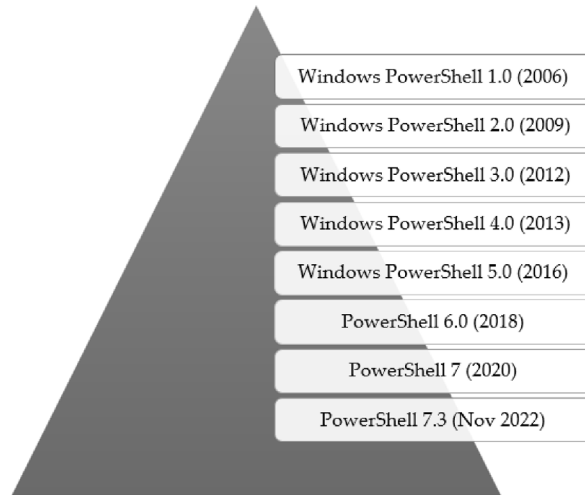 Windows PowerShell 1.0 (2006)
Windows PowerShell 2.0 (2009)
Windows PowerShell 3.0 (2012)
Windows PowerShell 4.0 (2013)
Windows PowerShell 5.0 (2016)
PowerShell 6.0 (2018)
PowerShell 7 (2020)
PowerShell 7.3 (Nov 2022)